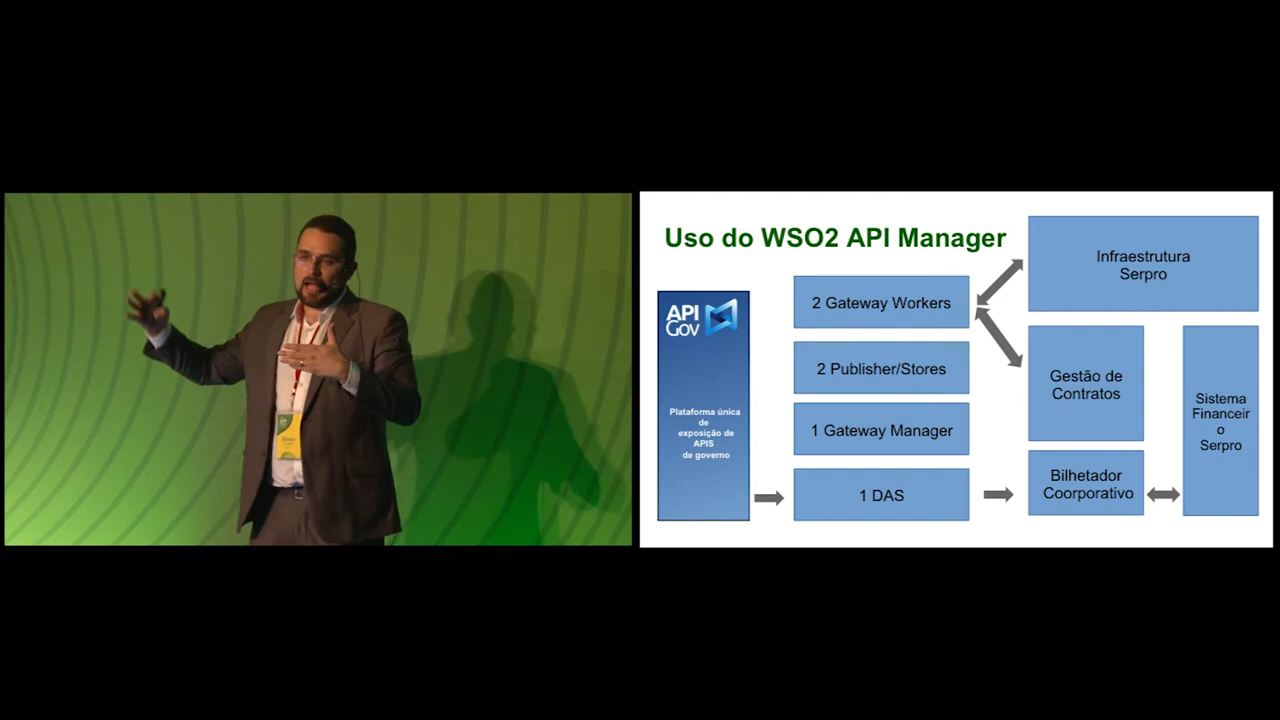 Uso do WSO2 API Manager
API
Gov
Plataforma única
de
exposição de
APIS
de governo
2 Gateway Workers
2 Publisher/Stores
1 Gateway Manager
1 DAS
Infraestrutura
Serpro
Gestão de
Contratos
Bilhetador
Coorporativo
Sistema
Financeir
o
Serpro